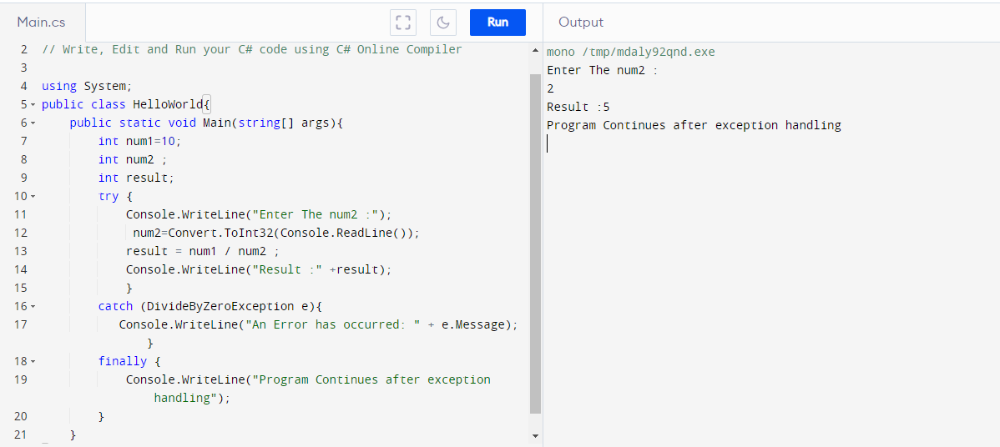 Main.cs
Run
Output
2 // Write, Edit and Run your C# code using C# Online Compiler
3
4 using System;
5 public class HelloWorld{
6 public static void Main(string[] args){
7 int num1=10;
8 int num2 ;
9 int result;
10 try {
11 Console.WriteLine("Enter The num2 :");
12 num2=Convert.ToInt32(Console.ReadLine());
13 result = num1 / num2 ;
14 Console.WriteLine("Result :" +result);
15 }
16 catch (DivideByZeroException e){
17 Console.WriteLine("An Error has occurred: " + e.Message);
}
18 finally {
19 Console.WriteLine("Program Continues after exception
handling");
20 }
21 }
mono /tmp/mdaly92qnd.exe
Enter The num2 :
2
Result :5
Program Continues after exception handling